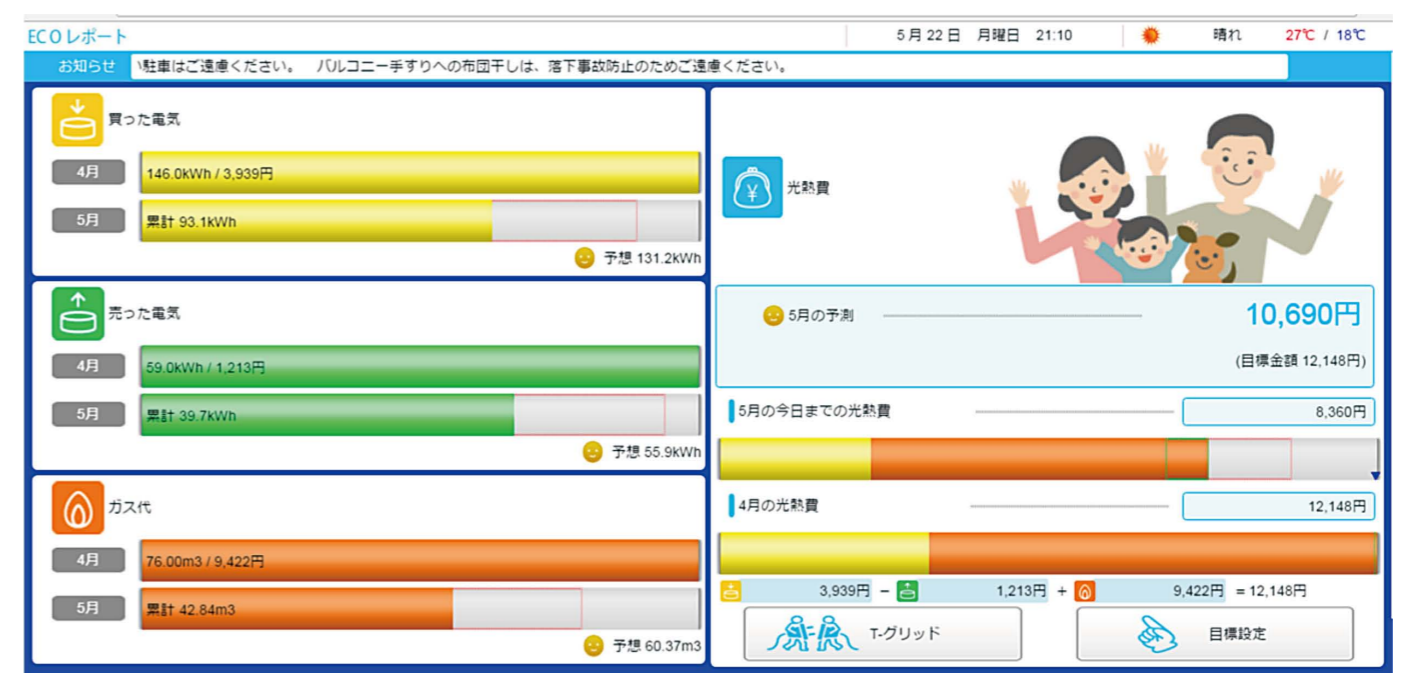 ECOレポート
5月22日 月曜日 21:10 晴れ 27℃ / 18℃
お知らせ 駐車はご遠慮ください。 バルコニー手すりへの布団干しは、落下事故防止のためご遠慮ください。
買った電気
4月 146.0kWh / 3,939円
5月 累計 93.1kWh
予想 131.2kWh
売った電気
4月 59.0kWh / 1,213円
5月 累計 39.7kWh
予想 55.9kWh
ガス代
4月 76.00m3 / 9,422円
5月 累計 42.84m3
予想 60.37m3
¥ 光熱費
5月の予測 10,690円
(目標金額 12,148円)
5月の今日までの光熱費 8,360円
4月の光熱費 12,148円
3,939円 − 1,213円 + 9,422円 = 12,148円
T-グリッド 目標設定